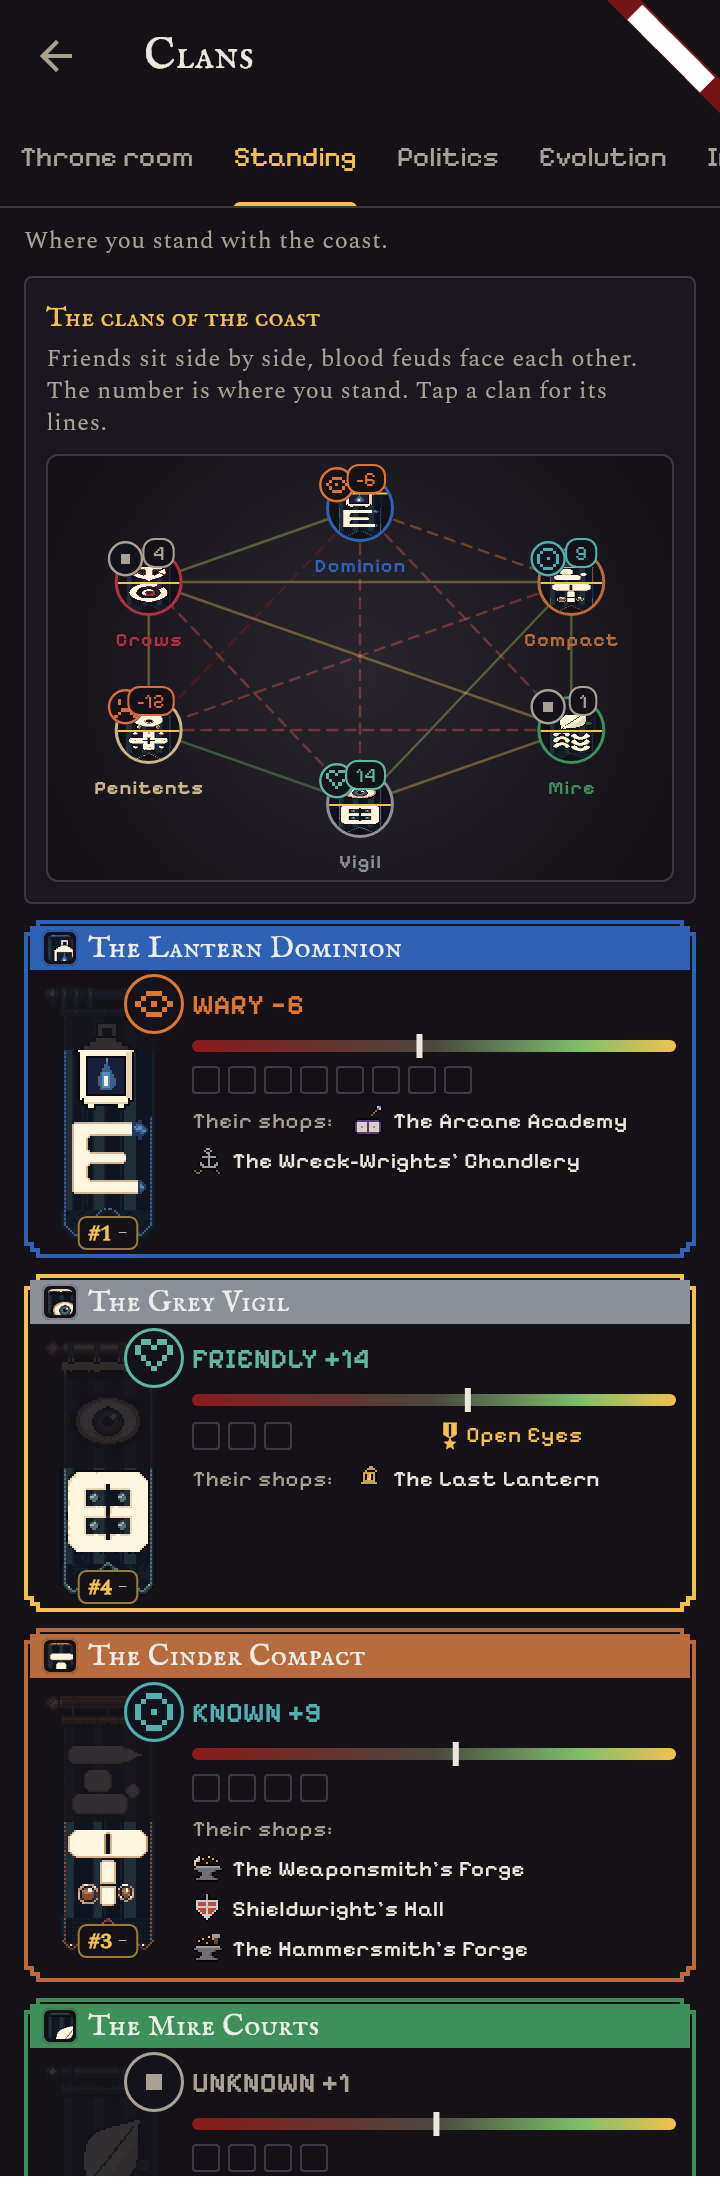 Clans
Throne room Standing Politics Evolution
Where you stand with the coast.
The clans of the coast
Friends sit side by side, blood feuds face each other.
The number is where you stand. Tap a clan for its
lines.
-6
Dominion
4
9
Crows
Compact
-12
1
Penitents
Mire
14
Vigil
The Lantern Dominion
WARY -6
Their shops: The Arcane Academy
The Wreck-Wrights' Chandlery
#1 -
The Grey Vigil
FRIENDLY +14
Open Eyes
Their shops: The Last Lantern
#4 -
The Cinder Compact
KNOWN +9
Their shops:
The Weaponsmith's Forge
Shieldwright's Hall
The Hammersmith's Forge
#3 -
The Mire Courts
UNKNOWN +1